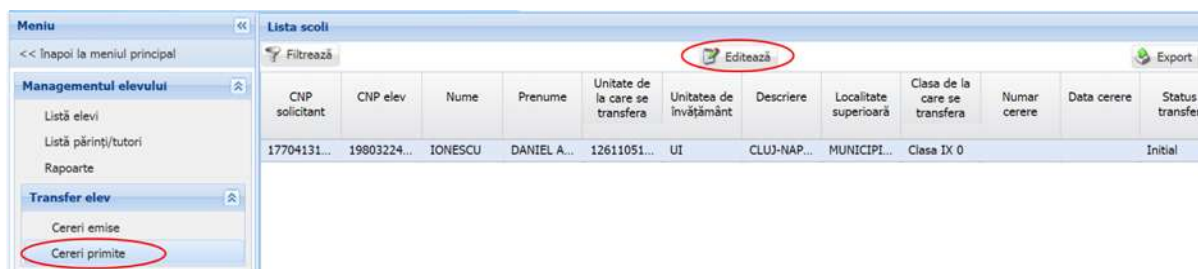 Meniu
<< Înapoi la meniul principal
Managementul elevului
Listă elevi
Listă părinți/tutori
Rapoarte
Transfer elev
Cereri emise
Cereri primite
Lista scoli
Filtrează
Editează
Export
CNP solicitant
CNP elev
Nume
Prenume
Unitate de la care se transfera
Unitatea de învățământ
Descriere
Localitate superioară
Clasa de la care se transfera
Numar cerere
Data cerere
Status transfer
17704131... 19803224... IONESCU DANIEL A... 12611051... UI CLUJ-NAP... MUNICIPI... Clasa IX 0 Initial